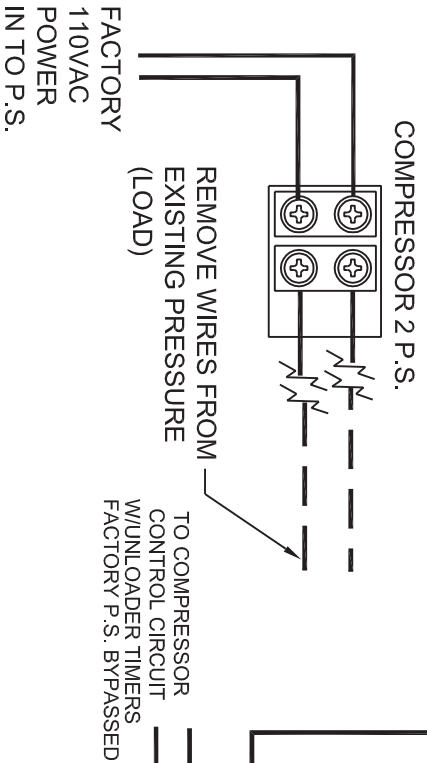 COMPRESSOR 2 P.S.
FACTORY
110VAC
POWER
IN TO P.S.
REMOVE WIRES FROM
EXISTING PRESSURE
(LOAD)
TO COMPRESSOR
CONTROL CIRCUIT
W/UNLOADER TIMERS
FACTORY P.S. BYPASSED